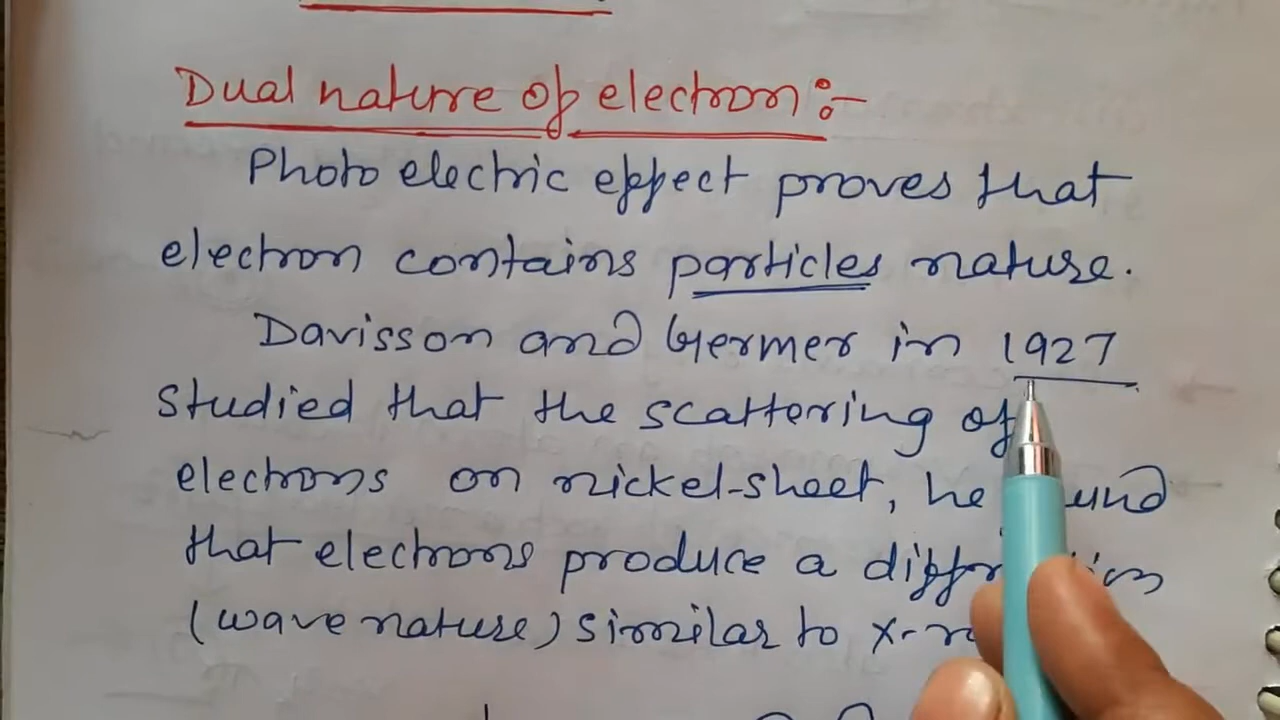 Dual nature of electron:-
Photo electric effect proves that
electron contains particles nature.
Davisson and Germer in 1927
studied that the scattering of
electrons on nickel-sheet, he
that electrons produce a
(wave nature) similar to